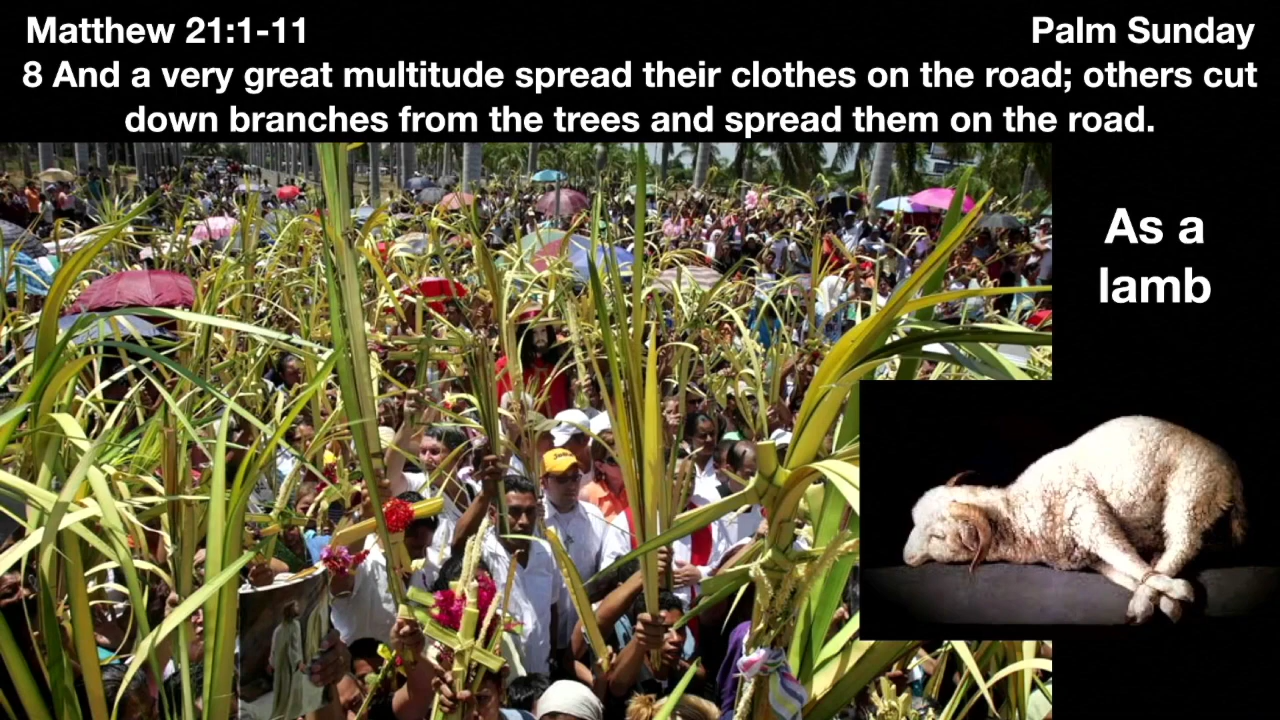 Matthew 21:1-11
Palm Sunday
8 And a very great multitude spread their clothes on the road; others cut
down branches from the trees and spread them on the road.
As a
lamb